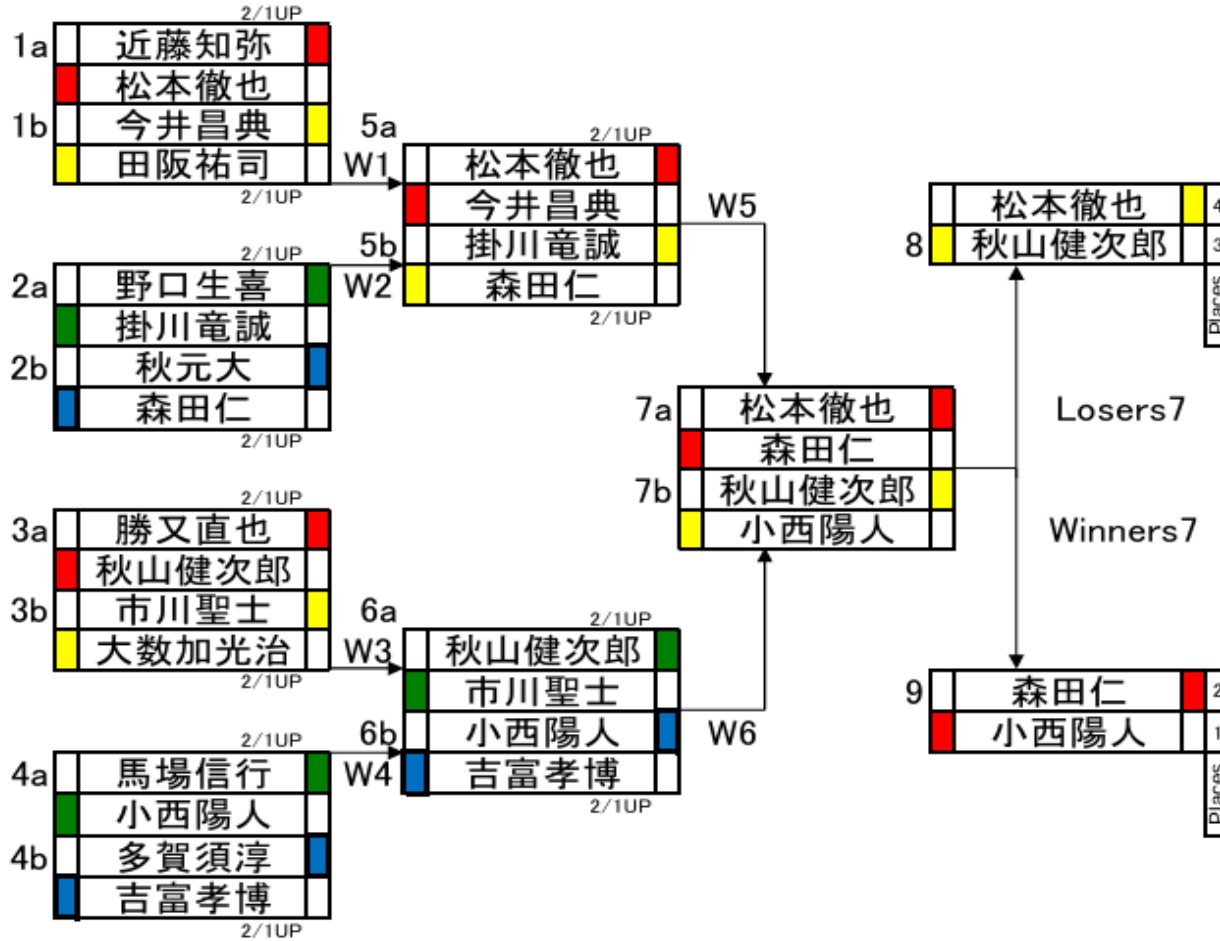 2/1UP
1a 近藤知弥
松本徹也
1b 今井昌典
田阪祐司
2/1UP
W1
2/1UP
2a 野口生喜
掛川竜誠
2b 秋元大
森田仁
2/1UP
W2
5a 2/1UP
松本徹也
今井昌典
5b 掛川竜誠
森田仁
2/1UP
W5
2/1UP
3a 勝又直也
秋山健次郎
3b 市川聖士
大数加光治
2/1UP
W3
2/1UP
4a 馬場信行
小西陽人
4b 多賀須淳
吉富孝博
2/1UP
W4
6a 2/1UP
秋山健次郎
市川聖士
6b 小西陽人
吉富孝博
2/1UP
W6
7a 松本徹也
森田仁
7b 秋山健次郎
小西陽人
Losers7
Winners7
松本徹也 4
8 秋山健次郎 3
Places
9 森田仁 2
小西陽人 1
Places